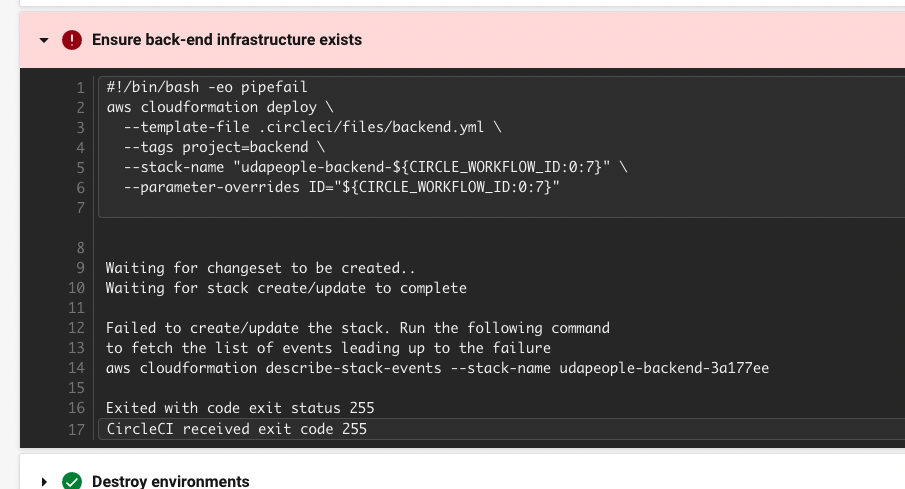 Ensure back-end infrastructure exists
1 #!/bin/bash -eo pipefail
2 aws cloudformation deploy \
3 --template-file .circleci/files/backend.yml \
4 --tags project=backend \
5 --stack-name "udapeople-backend-${CIRCLE_WORKFLOW_ID:0:7}" \
6 --parameter-overrides ID="${CIRCLE_WORKFLOW_ID:0:7}"
7
8
9 Waiting for changeset to be created..
10 Waiting for stack create/update to complete
11
12 Failed to create/update the stack. Run the following command
13 to fetch the list of events leading up to the failure
14 aws cloudformation describe-stack-events --stack-name udapeople-backend-3a177ee
15
16 Exited with code exit status 255
17 CircleCI received exit code 255
Destroy environments